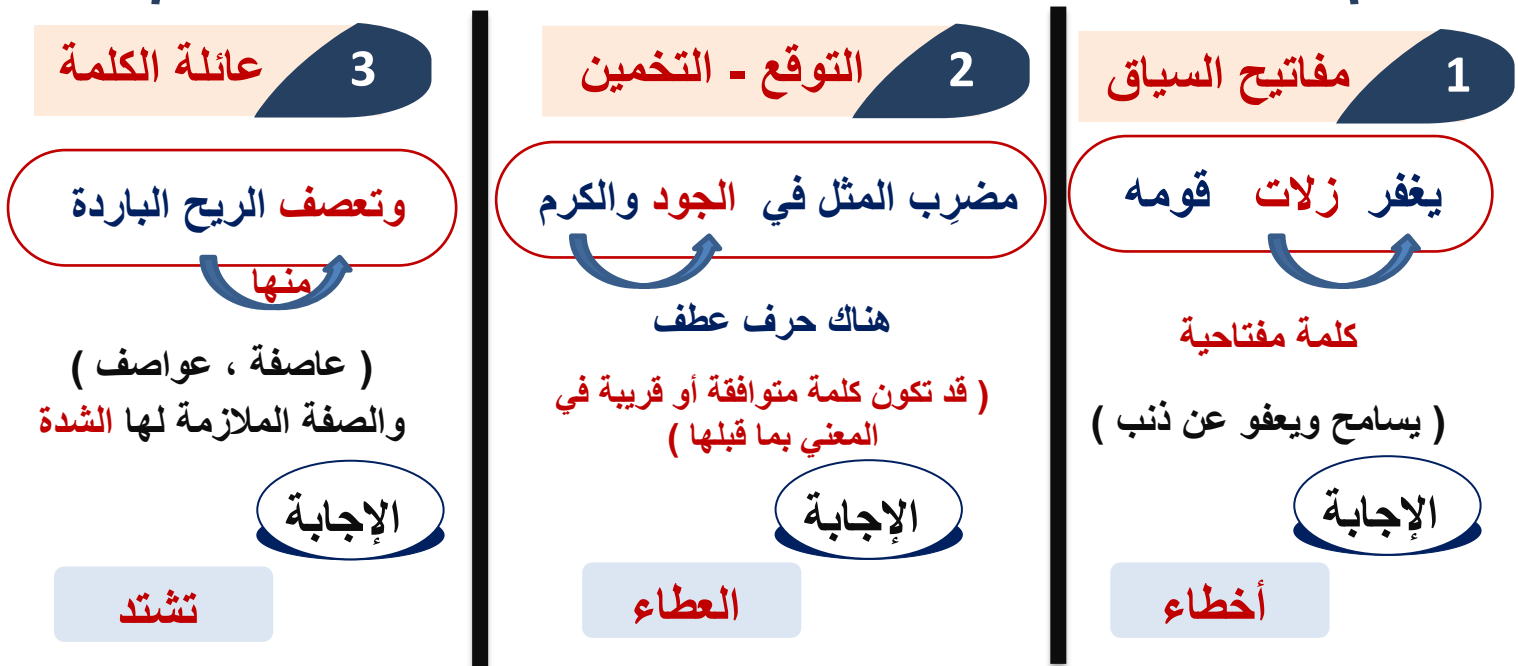 1
مفاتيح السياق
يغفر زلات قومه
كلمة مفتاحية
( يسامح ويعفو عن ذنب )
الإجابة
أخطاء
2
التوقع - التخمين
مضرِب المثل في الجود والكرم
هناك حرف عطف
( قد تكون كلمة متوافقة أو قريبة في
المعني بما قبلها )
الإجابة
العطاء
3
عائلة الكلمة
وتعصف الريح الباردة
منها
( عاصفة ، عواصف )
والصفة الملازمة لها الشدة
الإجابة
تشتد